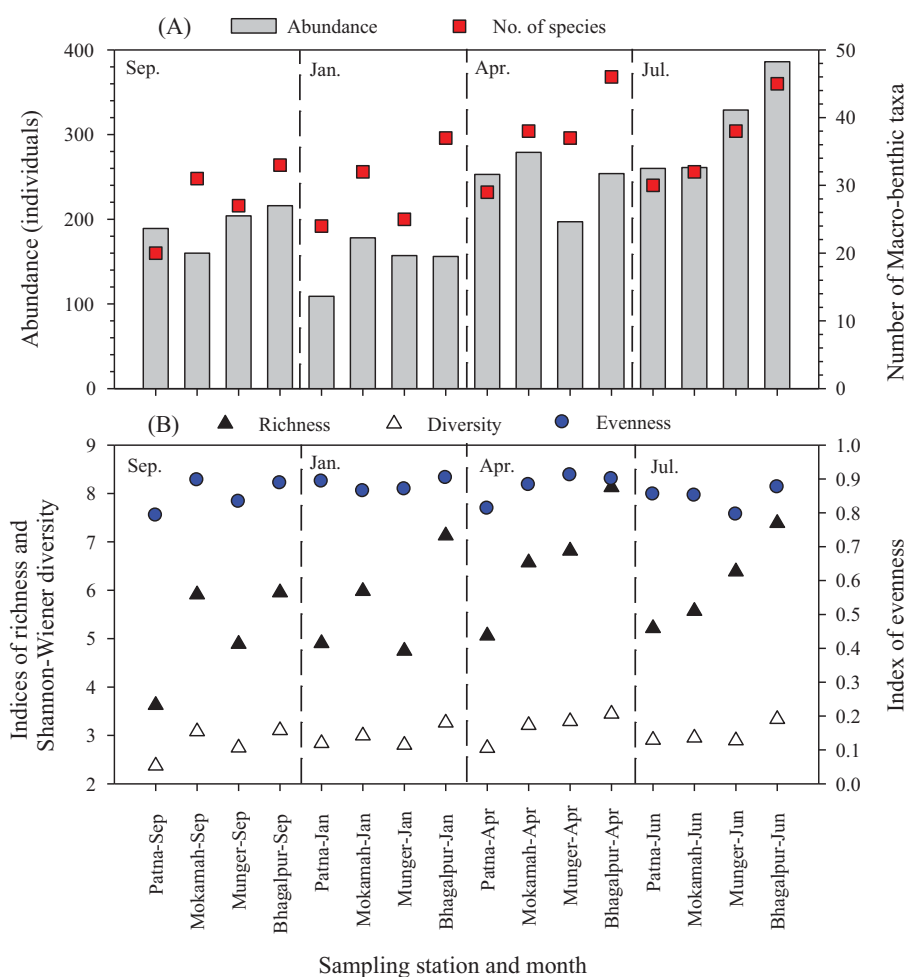 (A) Abundance No. of species
400
300
200
100
0
Abundance (individuals)
Sep. Jan. Apr. Jul.
50
40
30
20
10
0
Number of Macro-benthic taxa
(B) Richness Diversity Evenness
9
8
7
6
5
4
3
2
Indices of richness and
Shannon-Wiener diversity
Sep. Jan. Apr. Jul.
1.0
0.9
0.8
0.7
0.6
0.5
0.4
0.3
0.2
0.1
0.0
Index of evenness
Patna-Sep
Mokamah-Sep
Munger-Sep
Bhagalpur-Sep
Patna-Jan
Mokamah-Jan
Munger-Jan
Bhagalpur-Jan
Patna-Apr
Mokamah-Apr
Munger-Apr
Bhagalpur-Apr
Patna-Jun
Mokamah-Jun
Munger-Jun
Bhagalpur-Jun
Sampling station and month